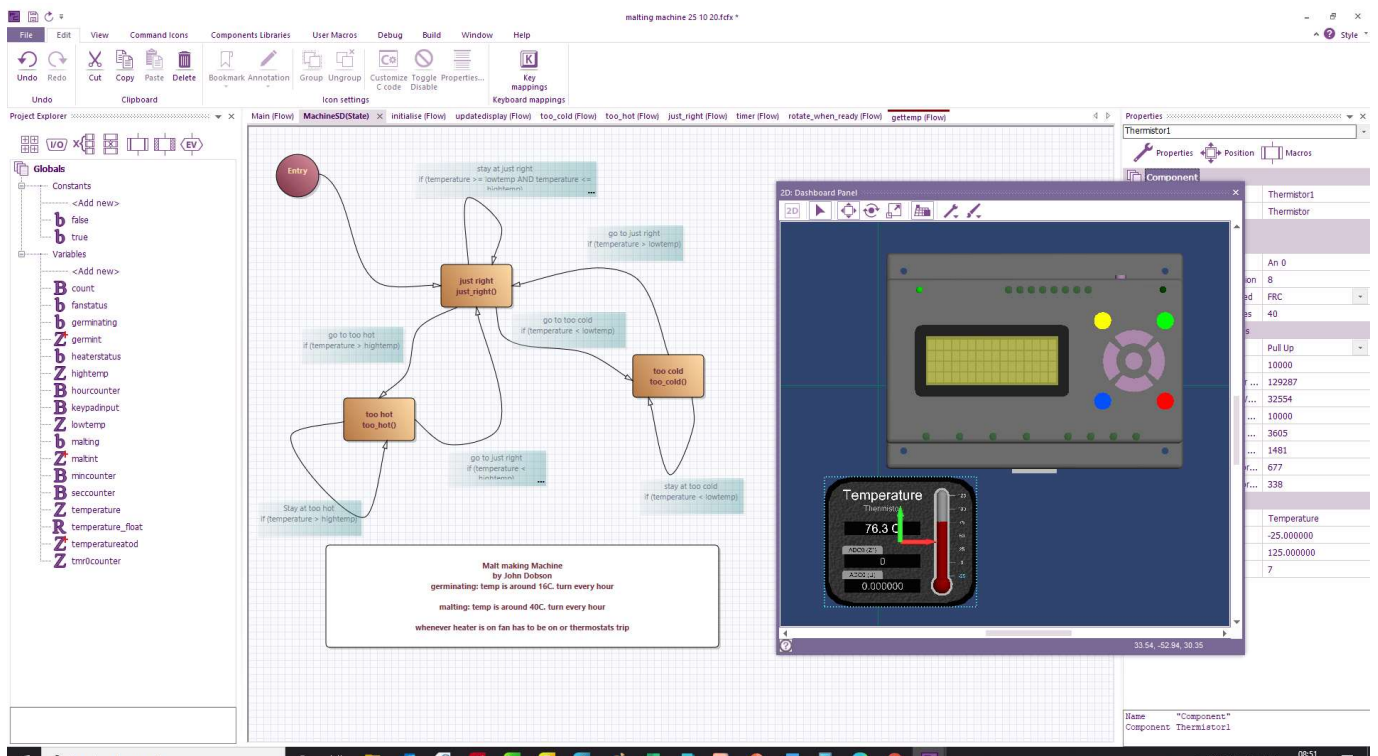 malting machine 25 10 20.fcfx *
File Edit View Command Icons Components Libraries User Macros Debug Build Window Help
Style
Undo Redo Cut Copy Paste Delete Bookmark Annotation Group Ungroup Customize C code Toggle Disable Properties... Key mappings
Undo Clipboard Icon settings Keyboard mappings
Project Explorer
Main (Flow) MachineSD(State) initialise (Flow) updatedisplay (Flow) too_cold (Flow) too_hot (Flow) just_right (Flow) timer (Flow) rotate_when_ready (Flow) gettemp (Flow)
I/O EV
Globals
Constants
<Add new>
false
true
Variables
<Add new>
count
fanstatus
germinating
germint
heaterstatus
hightemp
hourcounter
keypadinput
lowtemp
malting
maltint
mincounter
seccounter
temperature
temperature_float
temperatureatod
tmr0counter
Entry
stay at just right
if (temperature >= lowtemp AND temperature <=
hightemp)
...
go to just right
if (temperature > lowtemp)
just right
just_right()
go to too hot
if (temperature > hightemp)
go to too cold
if (temperature < lowtemp)
too cold
too_cold()
too hot
too_hot()
go to just right
if (temperature <
hightemp)
...
Stay at too hot
if (temperature > hightemp)
stay at too cold
if (temperature < lowtemp)
Malt making Machine
by John Dobson
germinating: temp is around 16C. turn every hour
malting: temp is around 40C. turn every hour
whenever heater is on fan has to be on or thermostats trip
2D: Dashboard Panel
2D
Temperature
Thermistor
76.3 C
0
0.000000
33.54, -52.94, 30.35
Properties
Thermistor1
Properties Position Macros
Component
Thermistor1
Thermistor
An 0
8
FRC
40
Pull Up
10000
129287
32554
10000
3605
1481
677
338
Temperature
-25.000000
125.000000
7
Name "Component"
Component Thermistor1
08:51